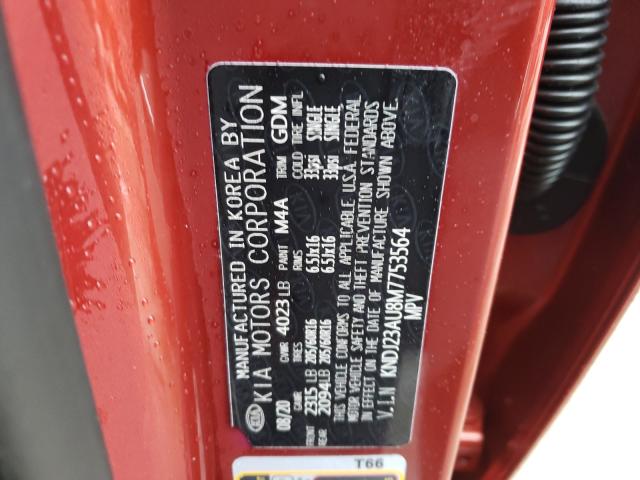 MANUFACTURED IN KOREA BY
KIA KIA MOTORS CORPORATION
08/20 GVWR 4023 LB PAINT M4A TRIM GDM
GAWR TIRES RIMS COLD TIRE INFL
FRONT 2315 LB 205/60R16 6.5Jx16 33psi SINGLE
REAR 2094 LB 205/60R16 6.5Jx16 33psi SINGLE
THIS VEHICLE CONFORMS TO ALL APPLICABLE U.S.A. FEDERAL
MOTOR VEHICLE SAFETY AND THEFT PREVENTION STANDARDS
IN EFFECT ON THE DATE OF MANUFACTURE SHOWN ABOVE.
V.I.N KNDJ23AU8M7753564
MPV
T66